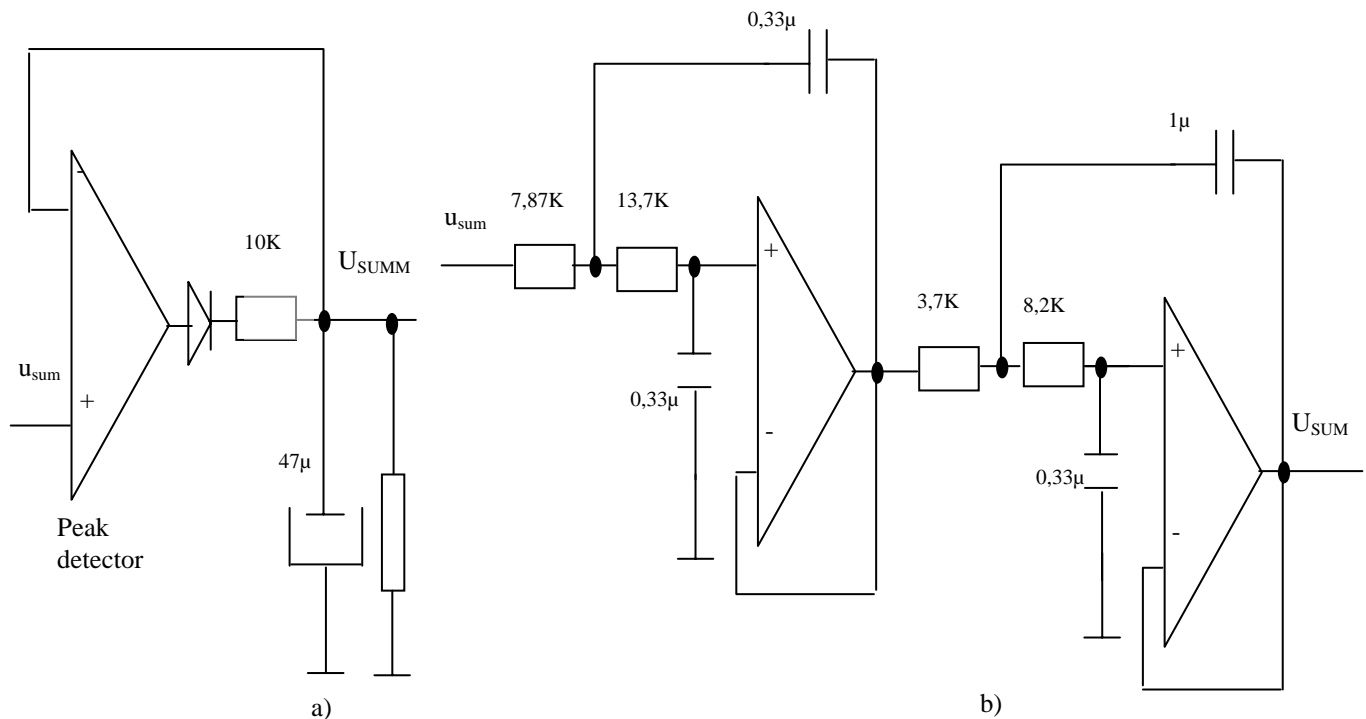 0,33µ
1µ
-
7,87K
13,7K
u_sum
10K
U_SUMM
+
3,7K
8,2K
+
u_sum
+
0,33µ
-
U_SUM
47µ
0,33µ
-
Peak
detector
a)
b)